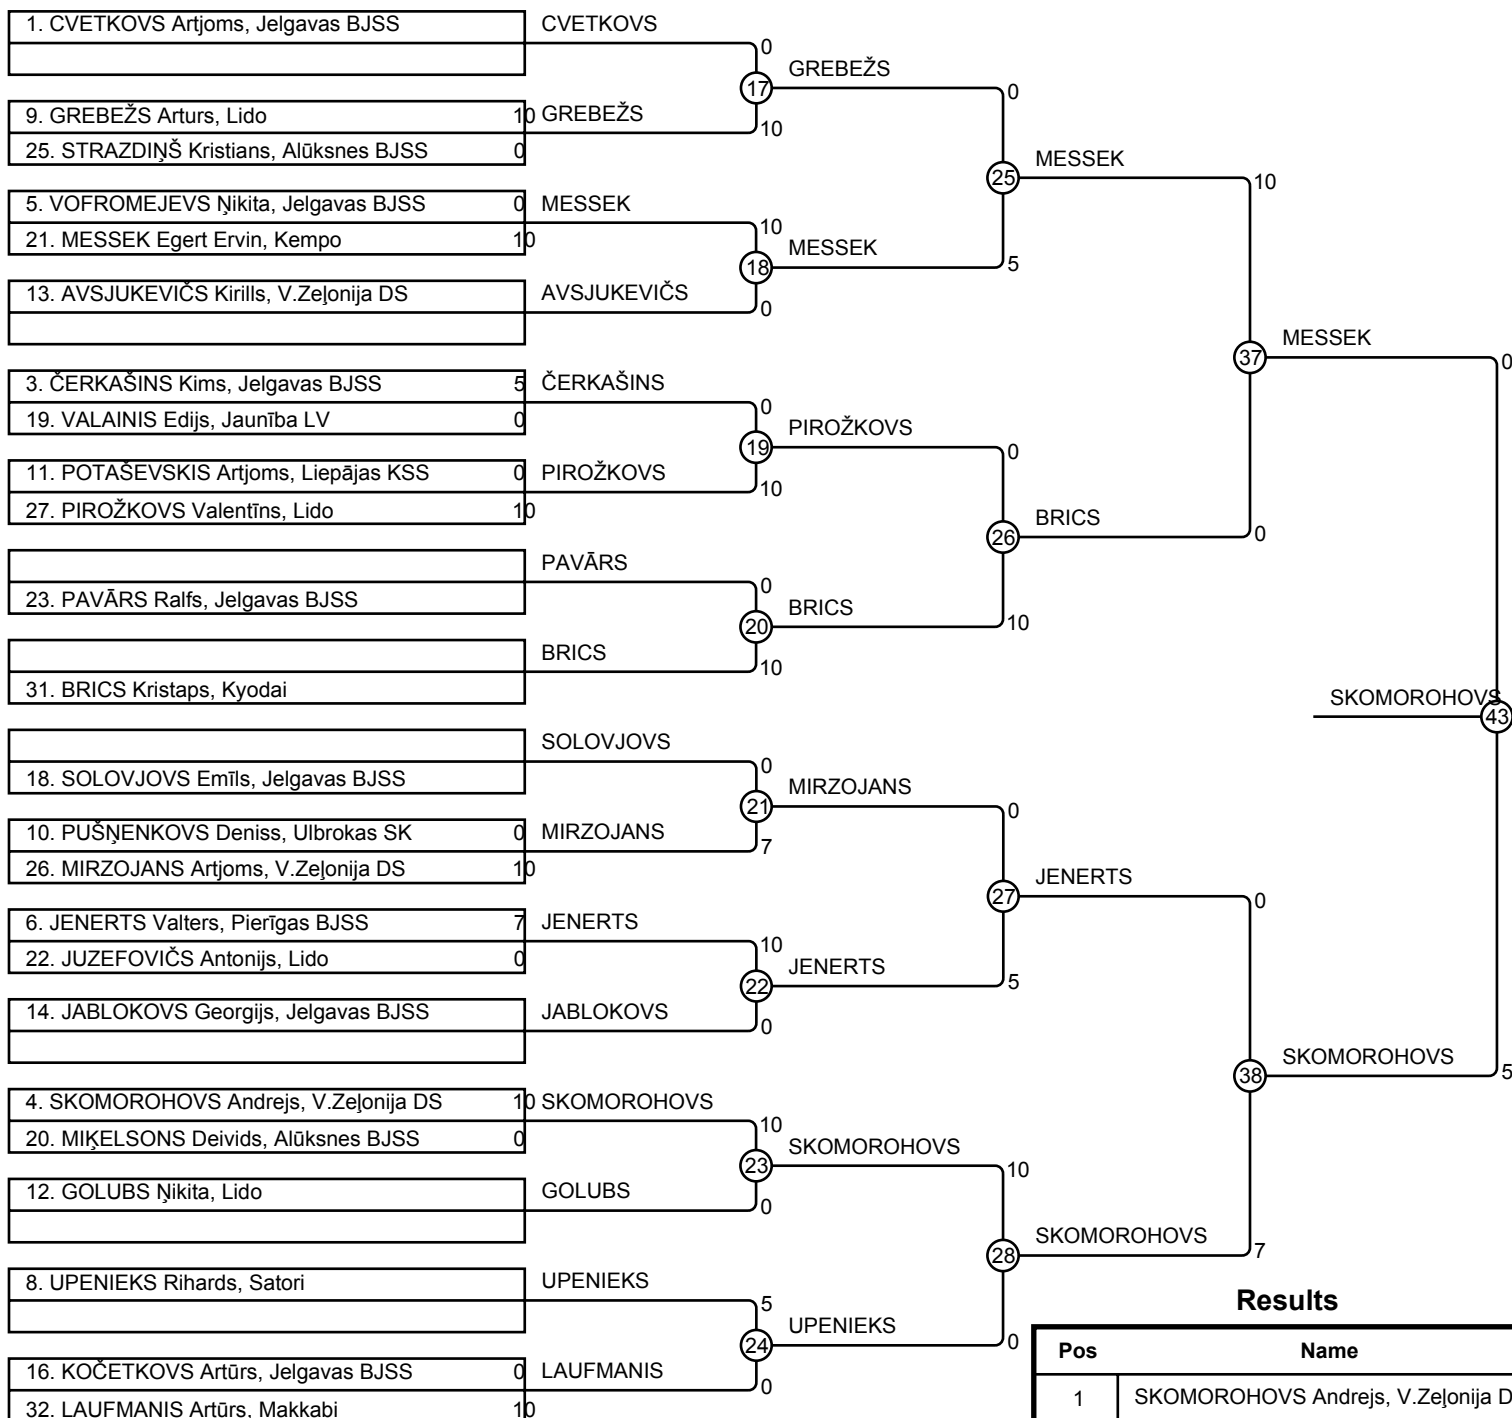 1. CVETKOVS Artjoms, Jelgavas BJSS
CVETKOVS
0
17
GREBEŽS
0
9. GREBEŽS Arturs, Lido 10
GREBEŽS
10
25. STRAZDIŅŠ Kristians, Alūksnes BJSS 0
25
MESSEK
10
5. VOFROMEJEVS Ņikita, Jelgavas BJSS 0
MESSEK
10
21. MESSEK Egert Ervin, Kempo 10
18
MESSEK
5
13. AVSJUKEVIČS Kirills, V.Zeļonija DS
AVSJUKEVIČS
0
37
MESSEK
0
3. ČERKAŠINS Kims, Jelgavas BJSS 5
ČERKAŠINS
0
19. VALAINIS Edijs, Jaunība LV 0
19
PIROŽKOVS
0
11. POTAŠEVSKIS Artjoms, Liepājas KSS 0
PIROŽKOVS
10
27. PIROŽKOVS Valentīns, Lido 10
26
BRICS
0
PAVĀRS
0
23. PAVĀRS Ralfs, Jelgavas BJSS
20
BRICS
10
BRICS
10
31. BRICS Kristaps, Kyodai
SKOMOROHOVS
43
SOLOVJOVS
0
18. SOLOVJOVS Emīls, Jelgavas BJSS
21
MIRZOJANS
0
10. PUŠŅENKOVS Deniss, Ulbrokas SK 0
MIRZOJANS
7
26. MIRZOJANS Artjoms, V.Zeļonija DS 10
27
JENERTS
0
6. JENERTS Valters, Pierīgas BJSS 7
JENERTS
10
22. JUZEFOVIČS Antonijs, Lido 0
22
JENERTS
5
14. JABLOKOVS Georgijs, Jelgavas BJSS
JABLOKOVS
0
38
SKOMOROHOVS
5
4. SKOMOROHOVS Andrejs, V.Zeļonija DS 10
SKOMOROHOVS
10
20. MIĶELSONS Deivids, Alūksnes BJSS 0
23
SKOMOROHOVS
10
12. GOLUBS Ņikita, Lido
GOLUBS
0
28
SKOMOROHOVS
7
8. UPENIEKS Rihards, Satori
UPENIEKS
5
24
UPENIEKS
0
16. KOČETKOVS Artūrs, Jelgavas BJSS 0
LAUFMANIS
0
32. LAUFMANIS Artūrs, Makkabi 10
Results
Pos Name
1 SKOMOROHOVS Andrejs, V.Zeļonija D